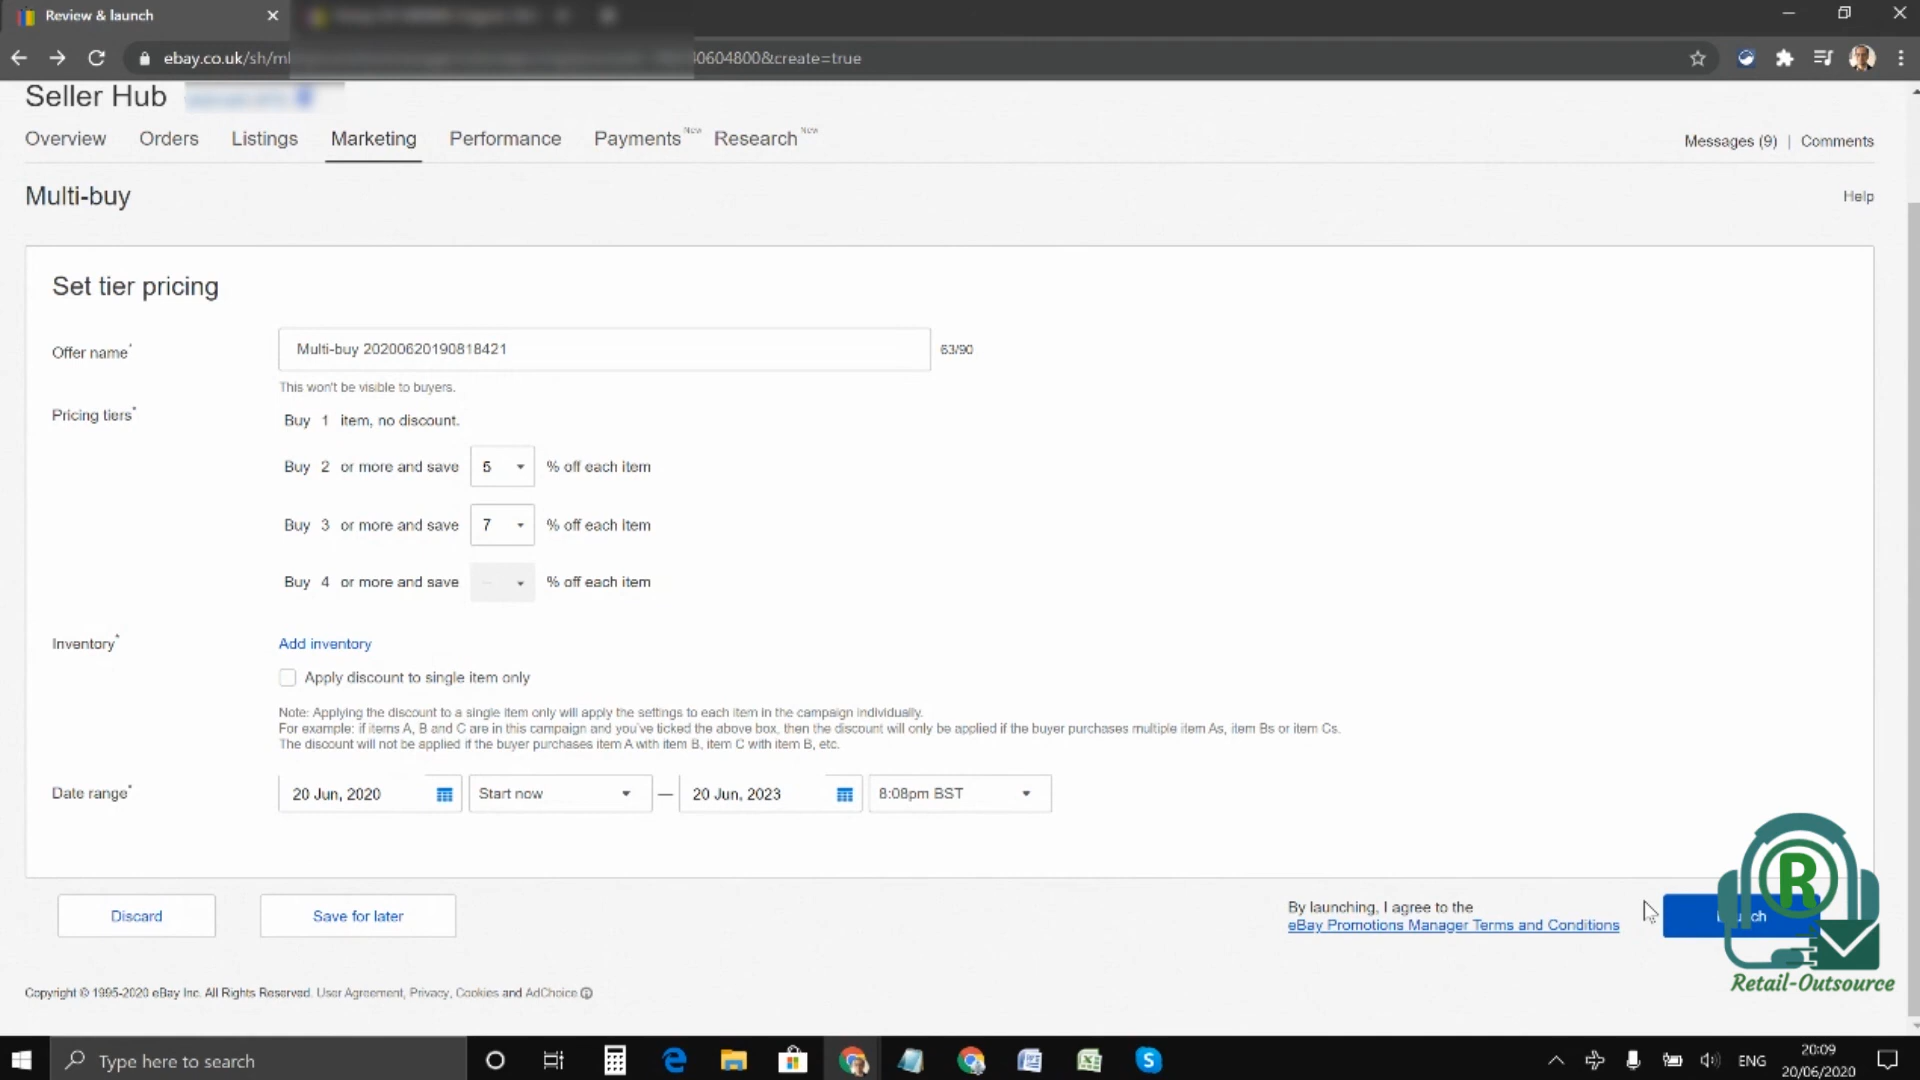 Review & launch
ebay.co.uk/sh/ml
40604800&create=true
Seller Hub
Overview Orders Listings Marketing Performance Payments New Research New
Messages (9) | Comments
Multi-buy
Help
Set tier pricing
Offer name*
Multi-buy 20200620190818421
63/90
This won't be visible to buyers.
Pricing tiers*
Buy 1 item, no discount.
Buy 2 or more and save 5 % off each item
Buy 3 or more and save 7 % off each item
Buy 4 or more and save – % off each item
Inventory*
Add inventory
Apply discount to single item only
Note: Applying the discount to a single item only will apply the settings to each item in the campaign individually.
For example: if items A, B and C are in this campaign and you've ticked the above box, then the discount will only be applied if the buyer purchases multiple item As, item Bs or item Cs.
The discount will not be applied if the buyer purchases item A with item B, item C with item B, etc.
Date range*
20 Jun, 2020 Start now — 20 Jun, 2023 8:08pm BST
Discard
Save for later
By launching, I agree to the
eBay Promotions Manager Terms and Conditions
R
Retail-Outsource
Copyright © 1995-2020 eBay Inc. All Rights Reserved. User Agreement, Privacy, Cookies and AdChoice
Type here to search
ENG
20:09
20/06/2020